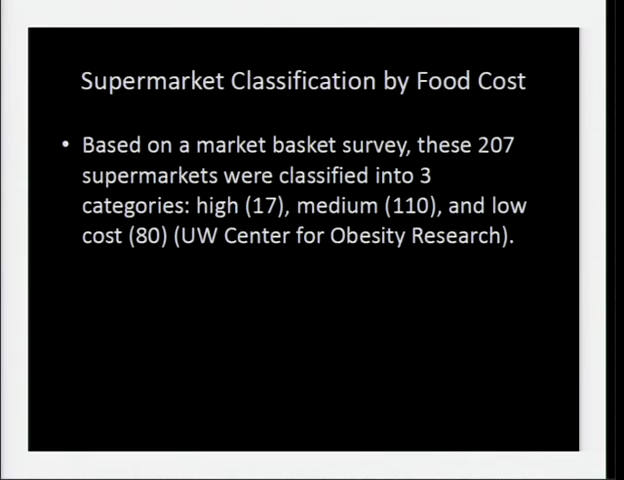 Supermarket Classification by Food Cost
• Based on a market basket survey, these 207
supermarkets were classified into 3
categories: high (17), medium (110), and low
cost (80) (UW Center for Obesity Research).